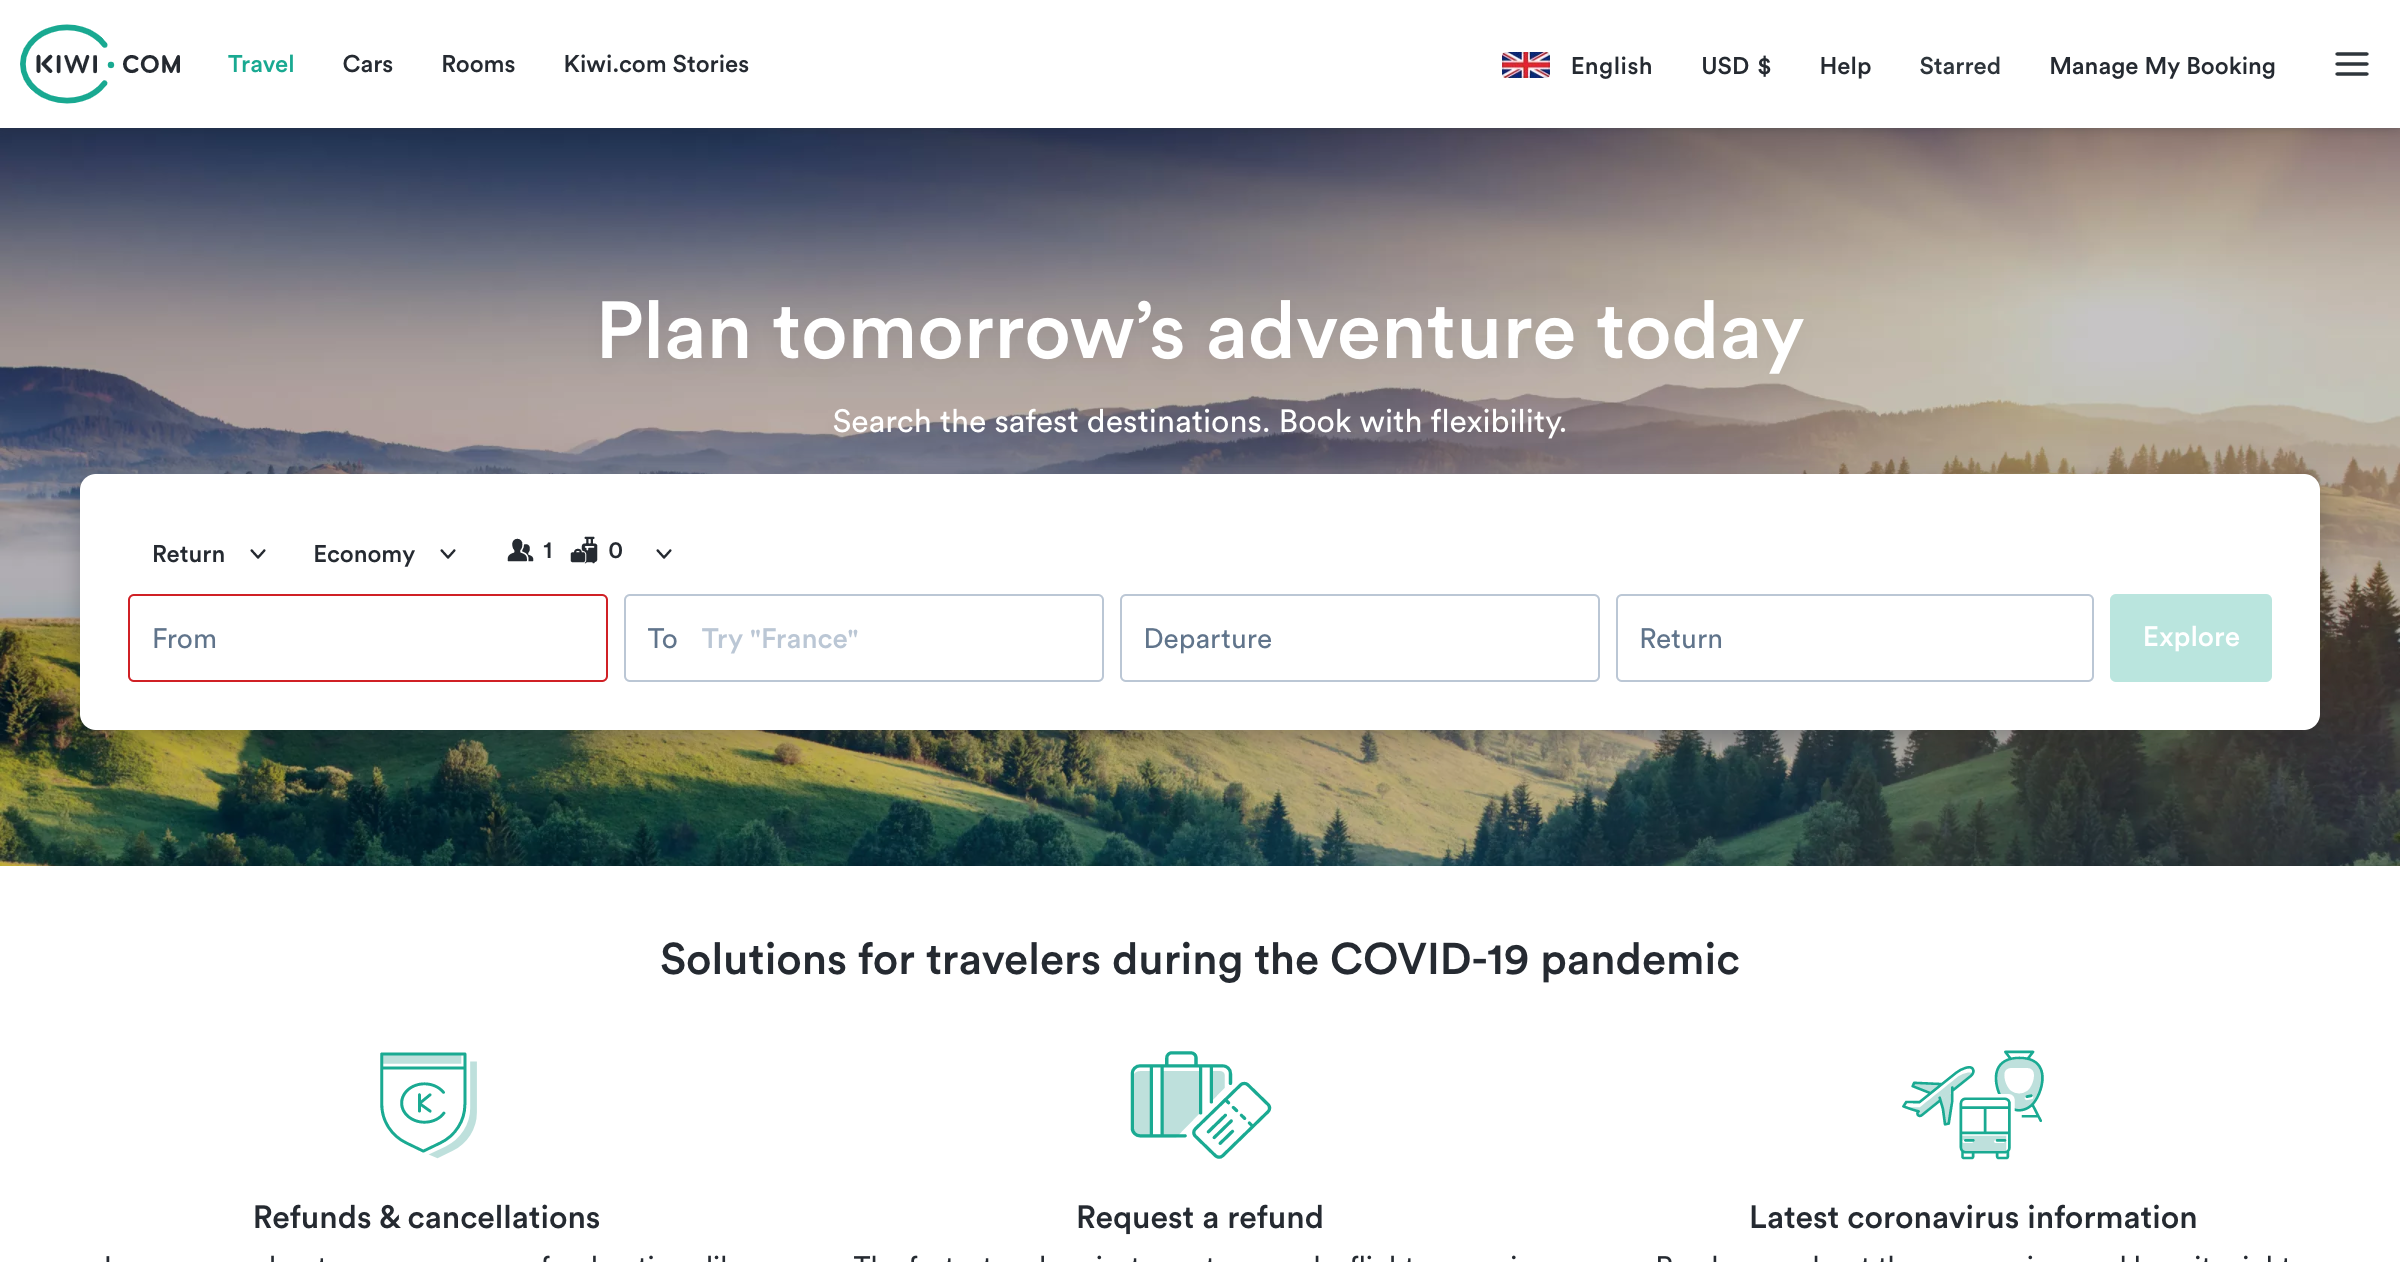 KIWI.COM
Travel
Cars
Rooms
Kiwi.com Stories
English
USD $
Help
Starred
Manage My Booking
Plan tomorrow’s adventure today
Search the safest destinations. Book with flexibility.
Return
Economy
1
0
From
To Try "France"
Departure
Return
Explore
Solutions for travelers during the COVID-19 pandemic
K
Refunds & cancellations
Request a refund
Latest coronavirus information